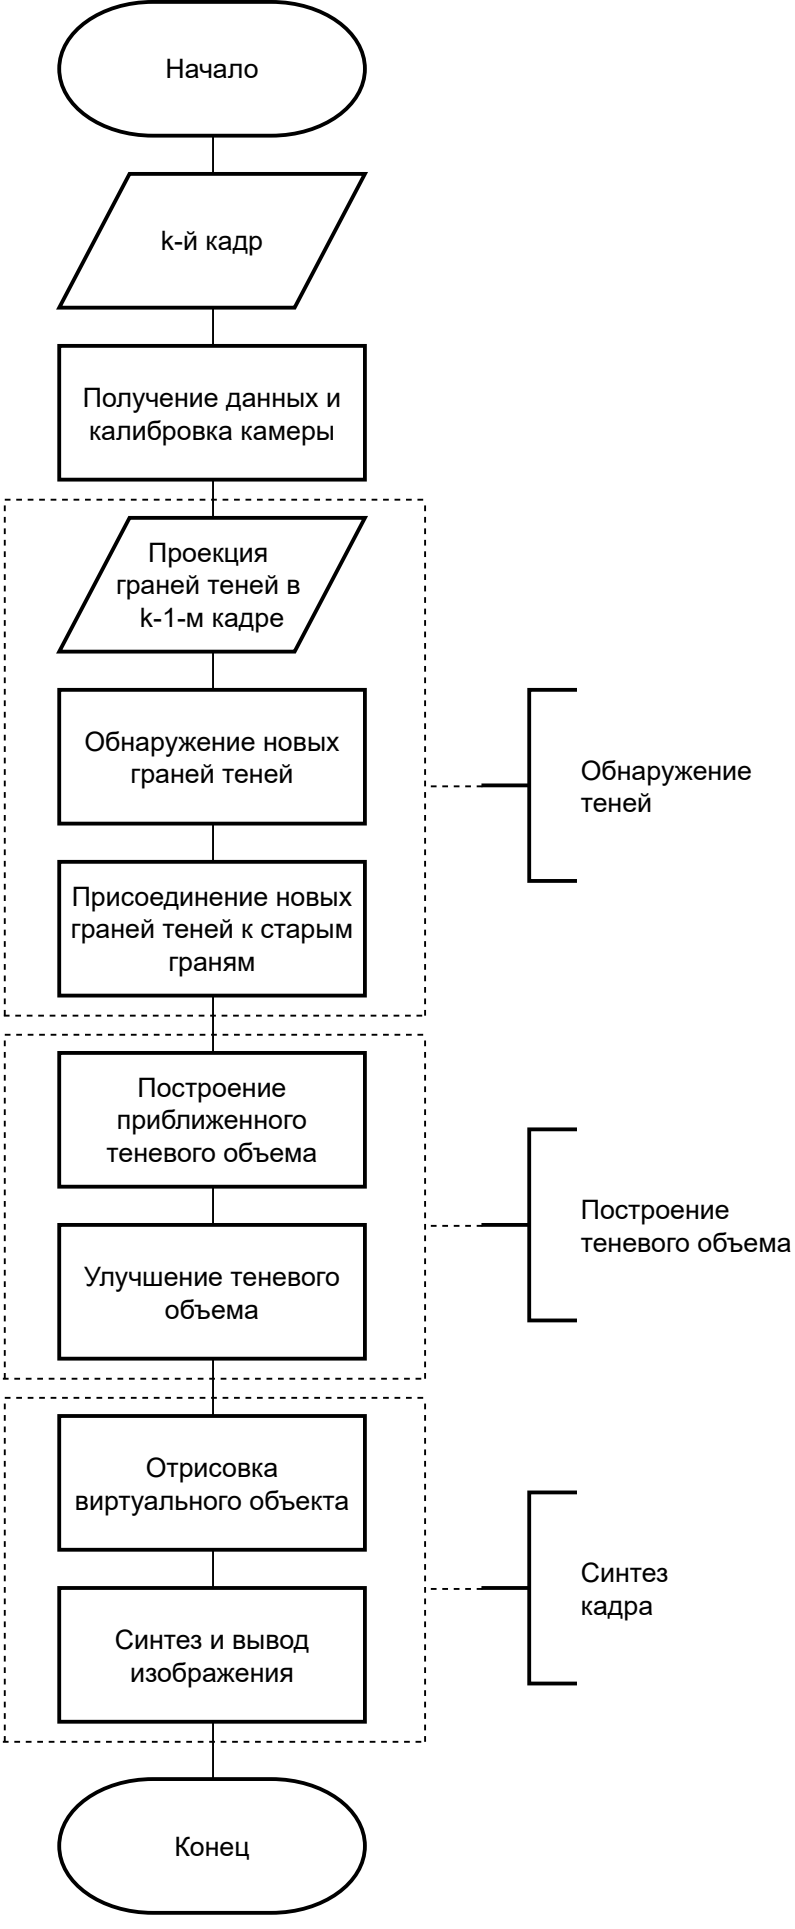 Начало
k-й кадр
Получение данных и
калибровка камеры
Проекция
граней теней в
k-1-м кадре
Обнаружение новых
граней теней
Обнаружение
теней
Присоединение новых
граней теней к старым
граням
Построение
приближенного
теневого объема
Улучшение теневого
объема
Построение
теневого объема
Отрисовка
виртуального объекта
Синтез и вывод
изображения
Синтез
кадра
Конец